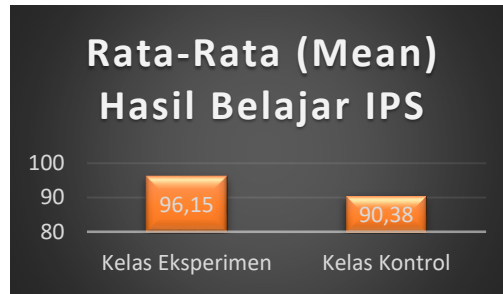 Rata-Rata (Mean)
Hasil Belajar IPS
100
90
80
96,15
90,38
Kelas Eksperimen
Kelas Kontrol